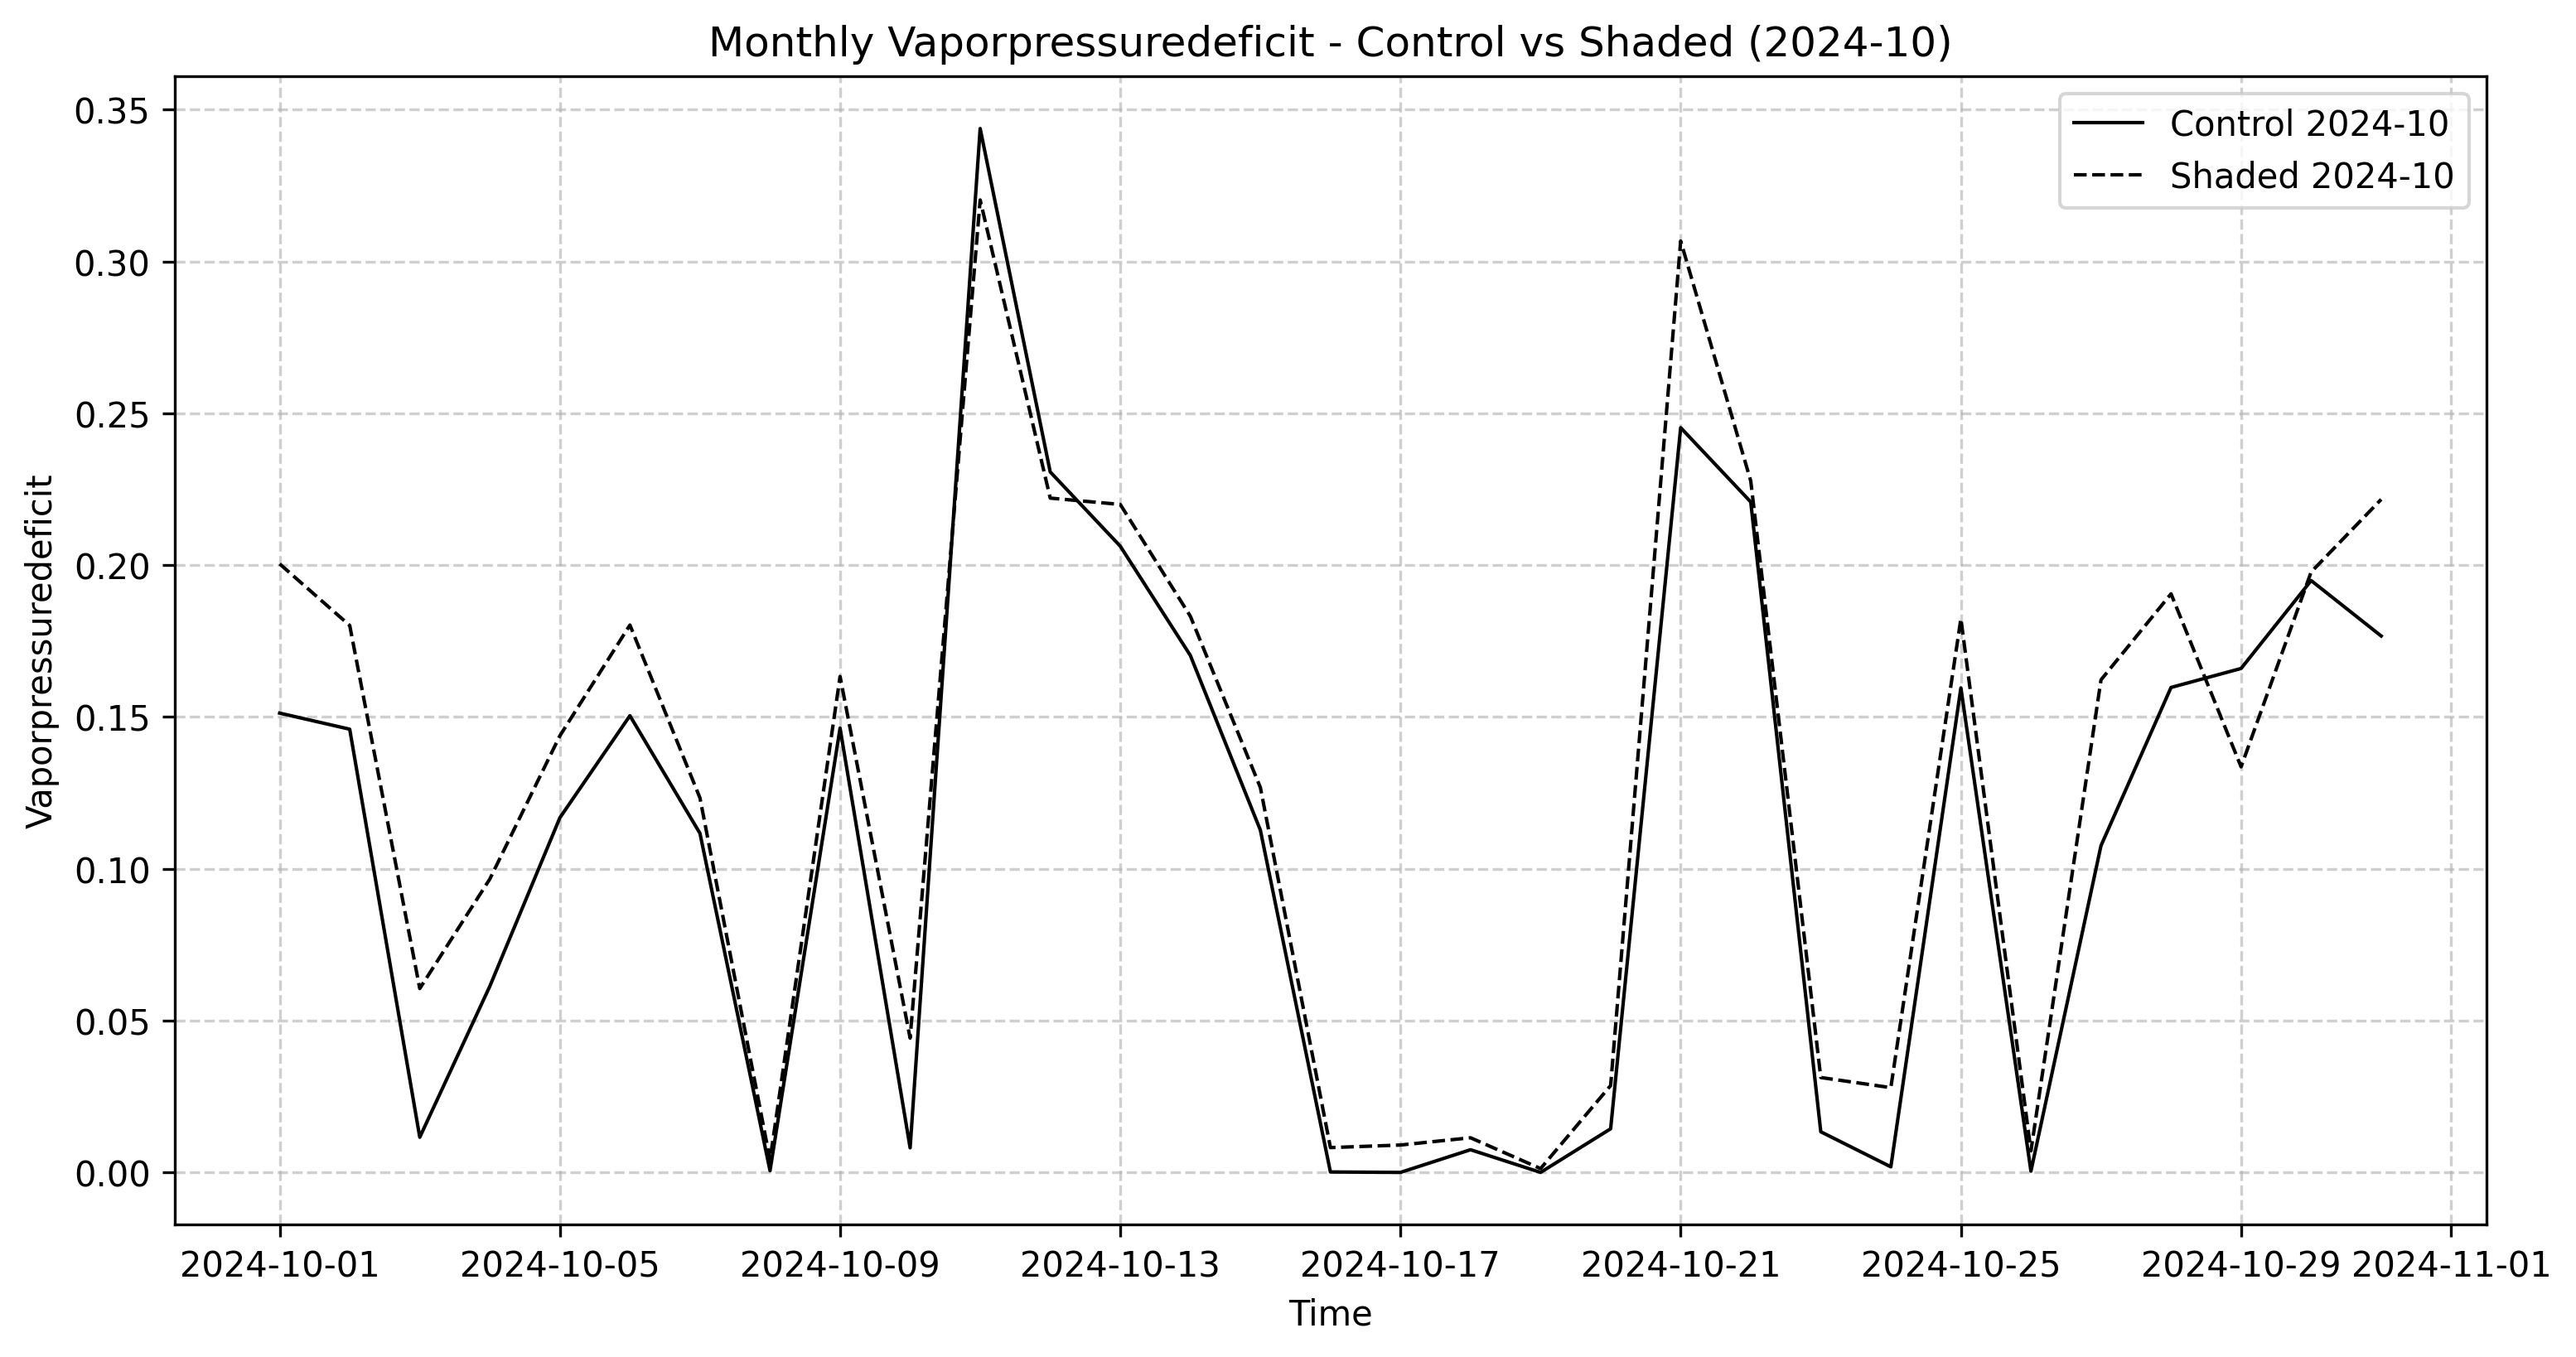 Monthly Vaporpressuredeficit - Control vs Shaded (2024-10)
Control 2024-10
Shaded 2024-10
Vaporpressuredeficit
0.35
0.30
0.25
0.20
0.15
0.10
0.05
0.00
2024-10-01 2024-10-05 2024-10-09 2024-10-13 2024-10-17 2024-10-21 2024-10-25 2024-10-29 2024-11-01
Time